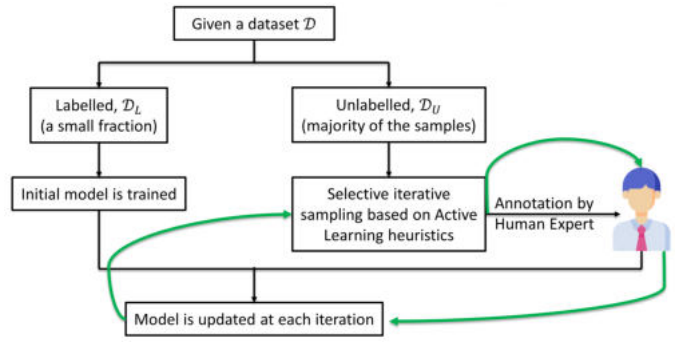 Given a dataset 𝒟
Labelled, 𝒟_L
(a small fraction)
Unlabelled, 𝒟_U
(majority of the samples)
Initial model is trained
Selective iterative
sampling based on Active
Learning heuristics
Annotation by
Human Expert
Model is updated at each iteration